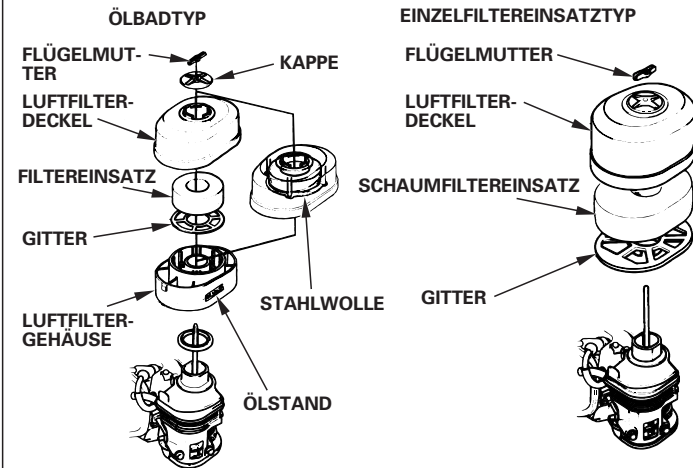 ÖLBADTYP
FLÜGELMUT-
TER
KAPPE
LUFTFILTER-
DECKEL
FILTEREINSATZ
GITTER
STAHLWOLLE
LUFTFILTER-
GEHÄUSE
ÖLSTAND
EINZELFILTEREINSATZTYP
FLÜGELMUTTER
LUFTFILTER-
DECKEL
SCHAUMFILTEREINSATZ
GITTER